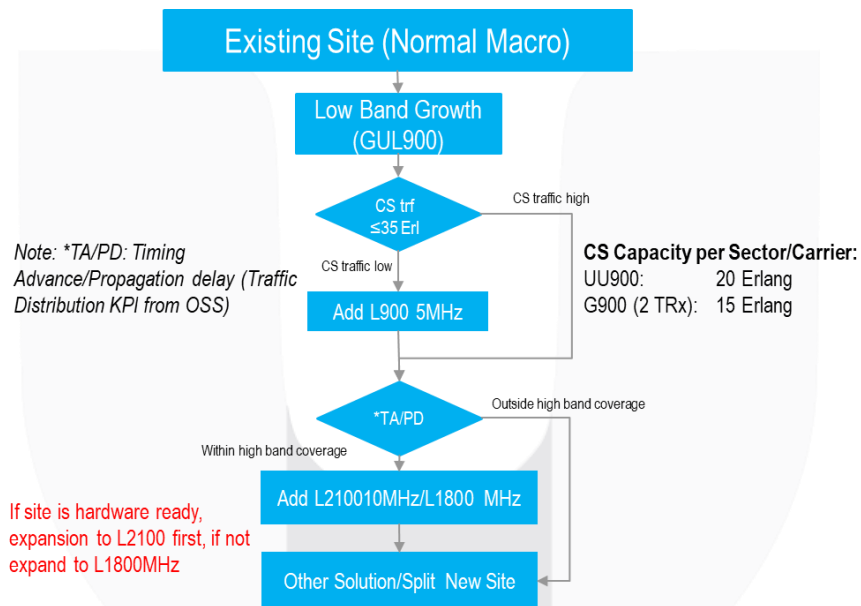 Existing Site (Normal Macro)
Low Band Growth
(GUL900)
CS trf
≤35 Erl
CS traffic high
Note: *TA/PD: Timing
Advance/Propagation delay (Traffic
Distribution KPI from OSS)
CS traffic low
CS Capacity per Sector/Carrier:
UU900: 20 Erlang
G900 (2 TRx): 15 Erlang
Add L900 5MHz
*TA/PD
Outside high band coverage
Within high band coverage
Add L210010MHz/L1800 MHz
If site is hardware ready,
expansion to L2100 first, if not
expand to L1800MHz
Other Solution/Split New Site